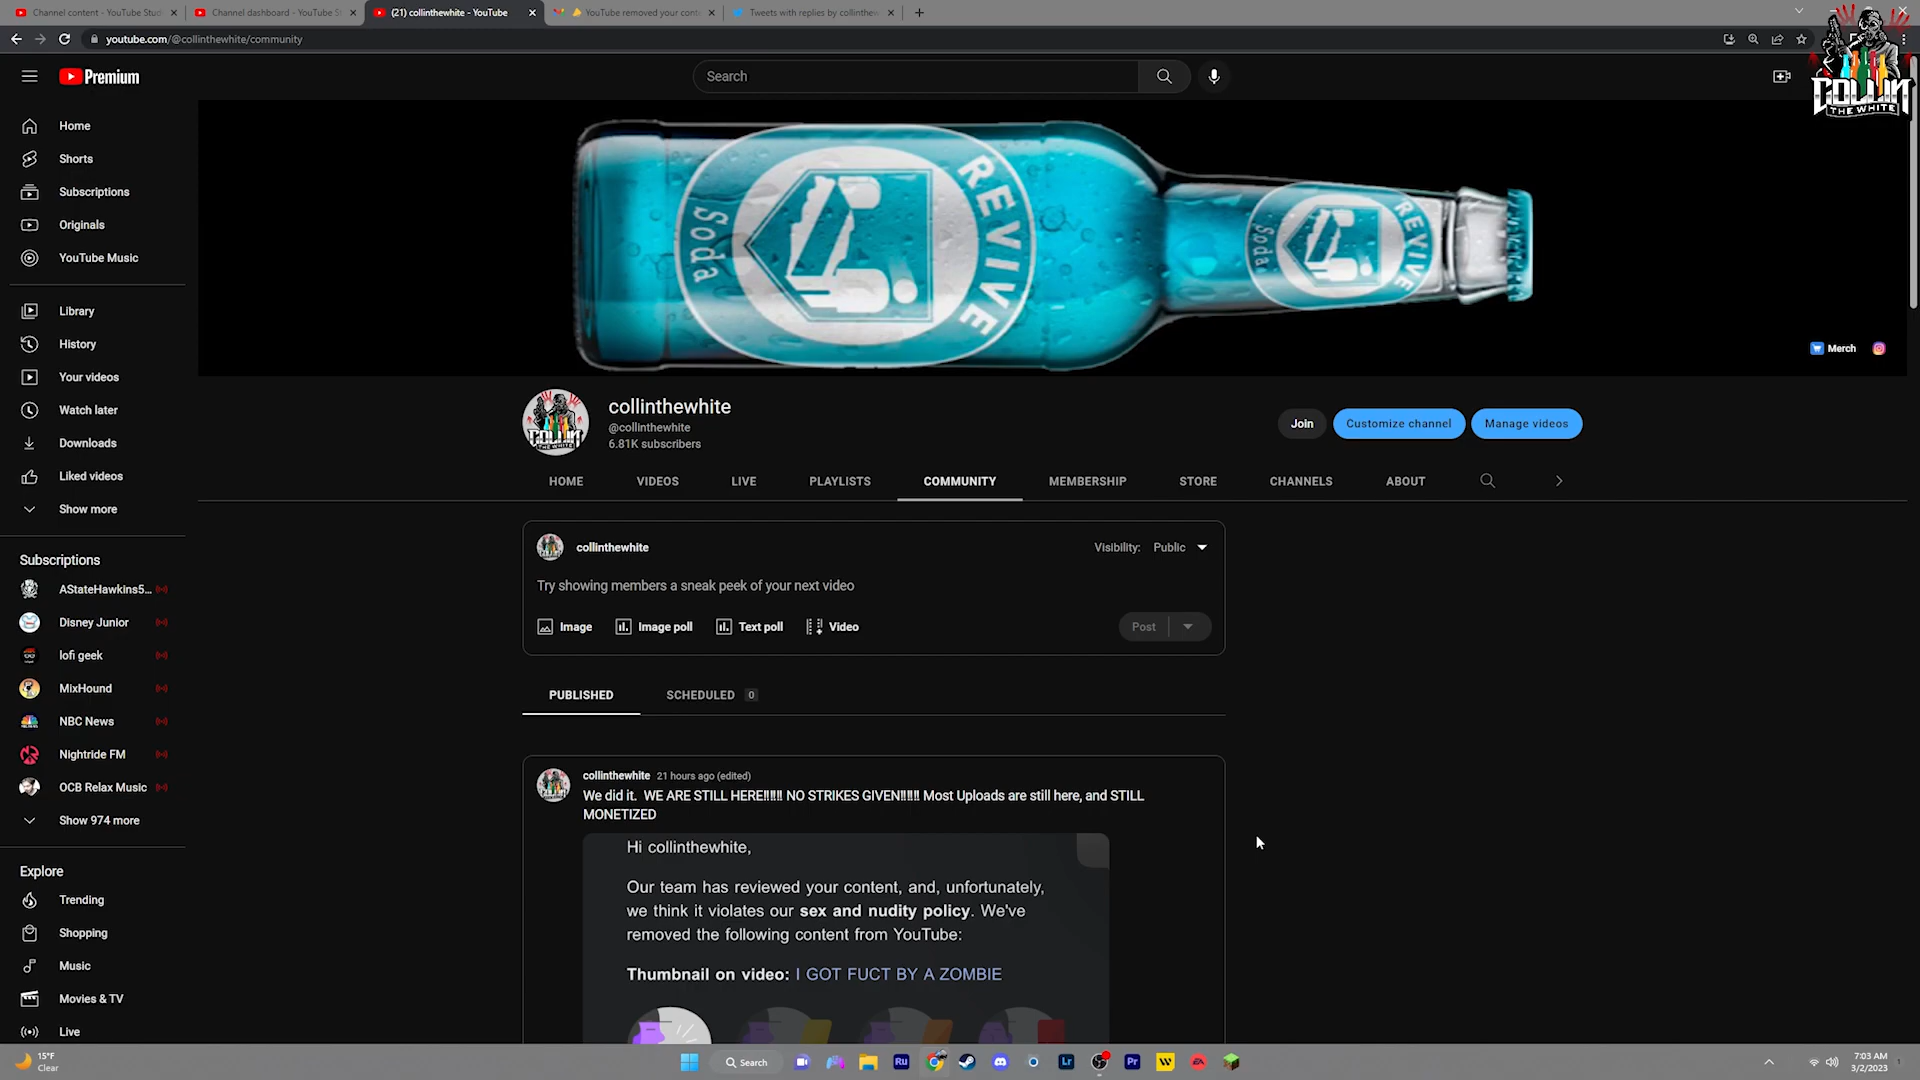 Channel content - YouTube Stud
Channel dashboard - YouTube St
(21) collinthewhite - YouTube
YouTube removed your cont
Tweets with replies by collinthew
youtube.com/@collinthewhite/community
Premium
Search
COLLIN
THE WHITE
Home
Shorts
Subscriptions
Originals
YouTube Music
Library
History
Your videos
Watch later
Downloads
Liked videos
Show more
Subscriptions
AStateHawkins5...
Disney Junior
lofi geek
MixHound
NBC News
Nightride FM
OCB Relax Music
Show 974 more
Explore
Trending
Shopping
Music
Movies & TV
Live
REVIVE
Soda
REVIVE
Soda
Merch
collinthewhite
@collinthewhite
6.81K subscribers
Join
Customize channel
Manage videos
HOME
VIDEOS
LIVE
PLAYLISTS
COMMUNITY
MEMBERSHIP
STORE
CHANNELS
ABOUT
collinthewhite
Visibility: Public
Try showing members a sneak peek of your next video
Image
Image poll
Text poll
Video
Post
PUBLISHED
SCHEDULED 0
collinthewhite 21 hours ago (edited)
We did it. WE ARE STILL HERE!!!!!! NO STRIKES GIVEN!!!!!! Most Uploads are still here, and STILL
MONETIZED
Hi collinthewhite,
Our team has reviewed your content, and, unfortunately,
we think it violates our sex and nudity policy. We've
removed the following content from YouTube:
Thumbnail on video: I GOT FUCT BY A ZOMBIE
15°F
Clear
Search
Ru
Lr
Pr
7:03 AM
3/2/2023